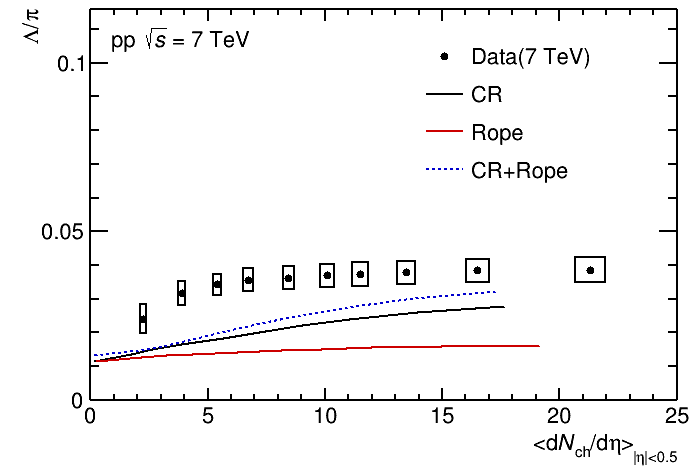 Λ/π
pp √s = 7 TeV
Data(7 TeV)
CR
Rope
CR+Rope
0.1
0.05
0
0 5 10 15 20 25
<dNch/dη>|η|<0.5